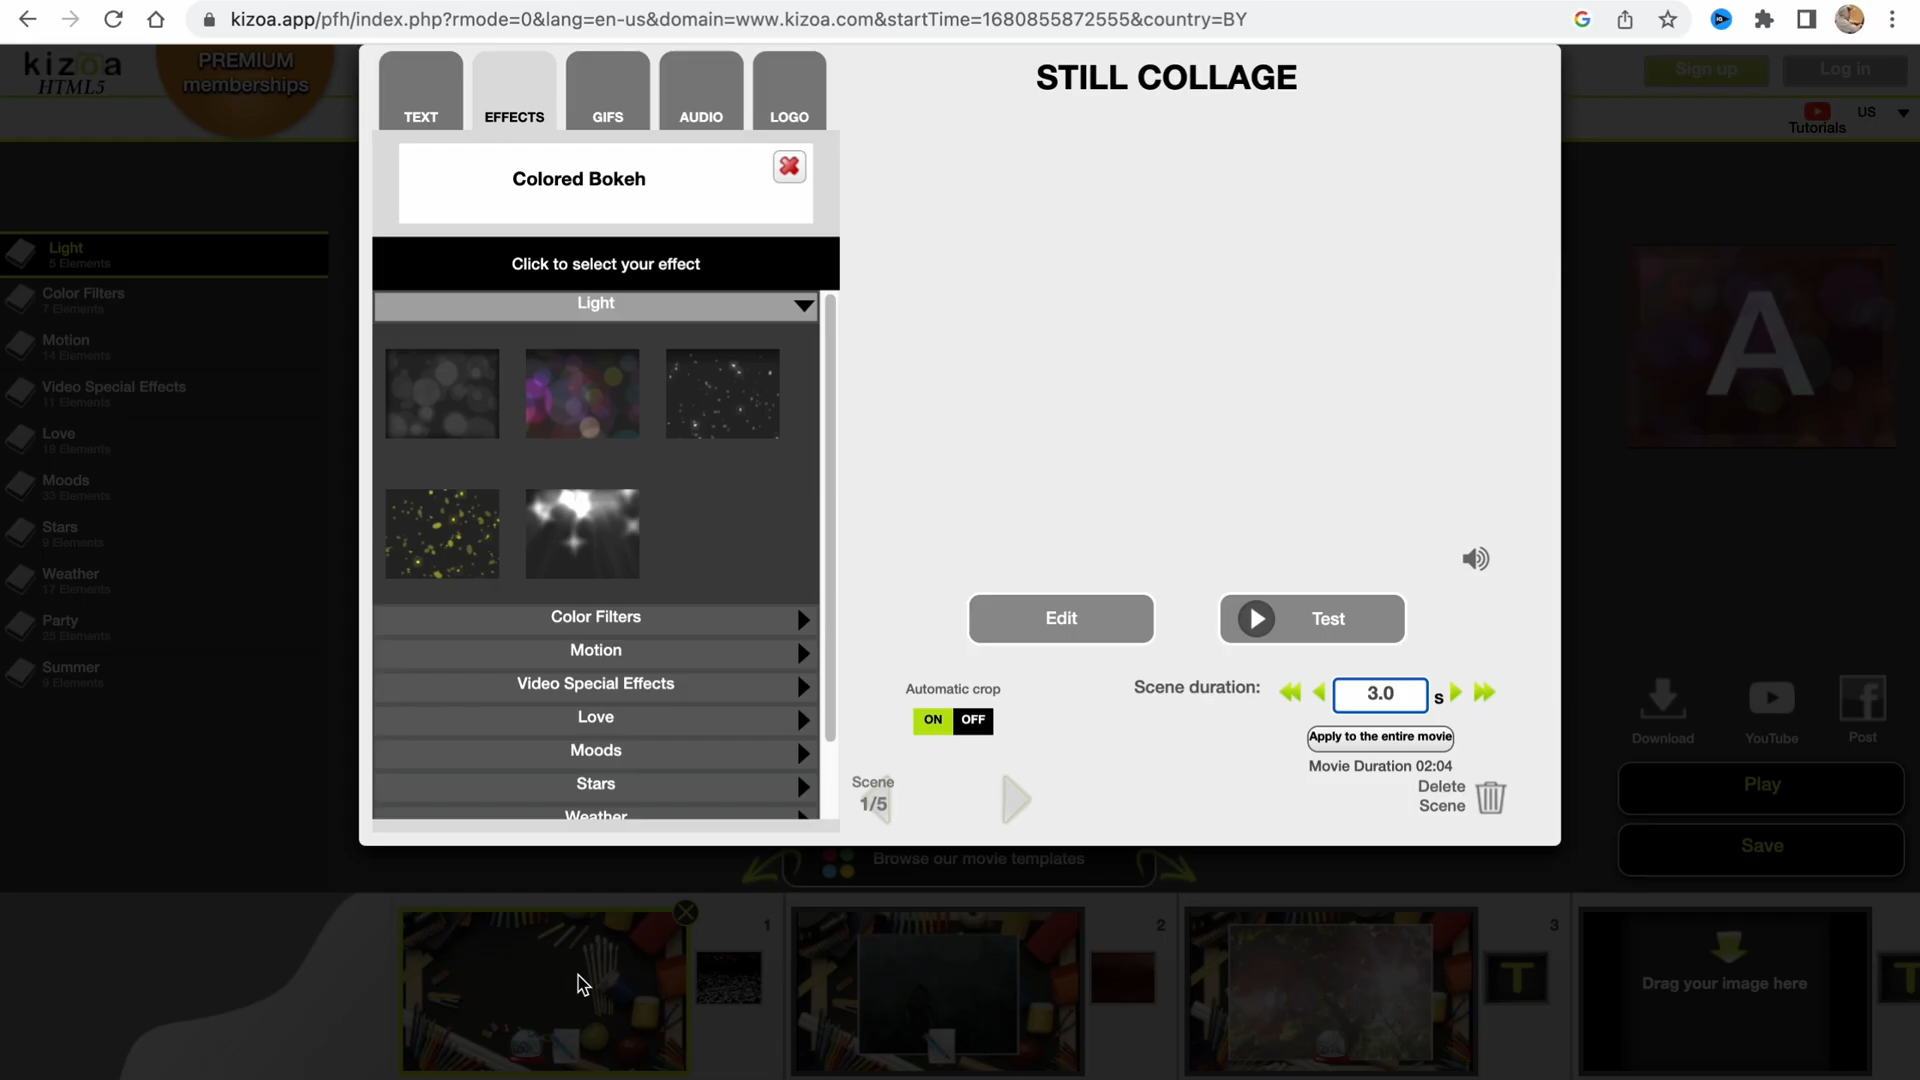 kizoa.app/pfh/index.php?rmode=0&lang=en-us&domain=www.kizoa.com&startTime=1680855872555&country=BY
kizoa
HTML5
PREMIUM
memberships
TEXT
EFFECTS
GIFS
AUDIO
LOGO
STILL COLLAGE
Sign up
Log in
Tutorials
US
Colored Bokeh
Click to select your effect
Light
5 Elements
Color Filters
7 Elements
Motion
14 Elements
Video Special Effects
11 Elements
Love
18 Elements
Moods
33 Elements
Stars
9 Elements
Weather
17 Elements
Party
25 Elements
Summer
9 Elements
Light
Color Filters
Motion
Video Special Effects
Love
Moods
Stars
Weather
A
Edit
Test
Automatic crop
ON OFF
Scene duration:
3.0 s
Apply to the entire movie
Movie Duration 02:04
Scene
1/5
Delete
Scene
Download
YouTube
Post
Play
Save
Browse our movie templates
1
2
3
T
Drag your image here
T